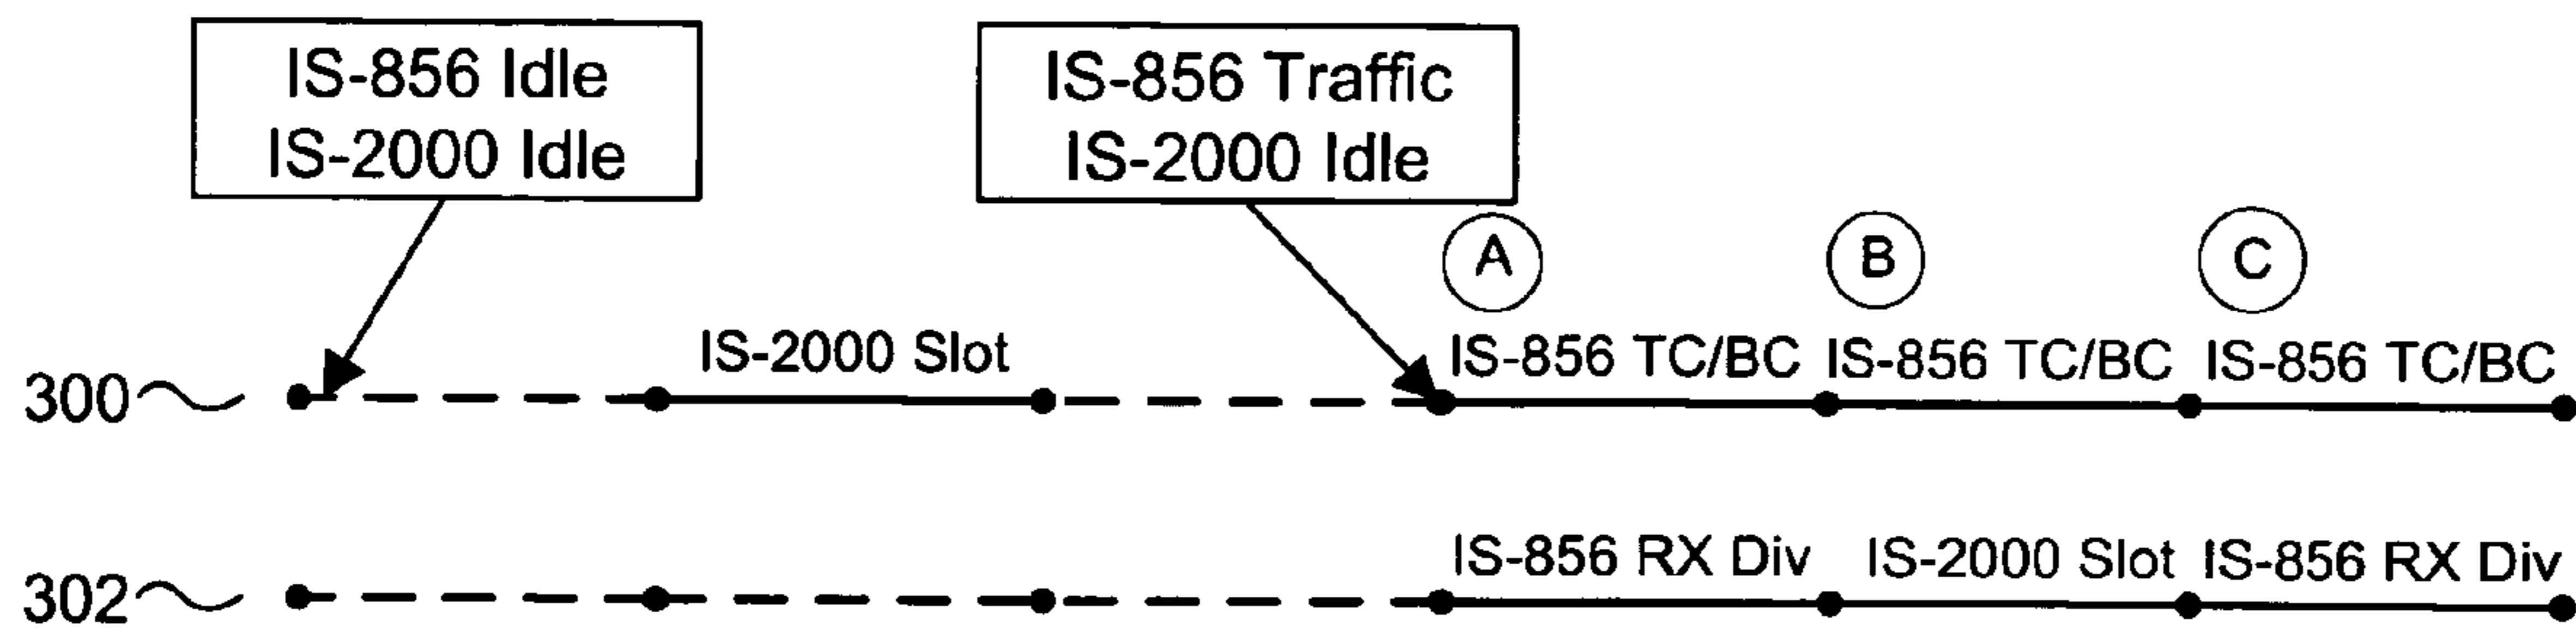 IS-856 Idle
IS-2000 Idle
IS-856 Traffic
IS-2000 Idle
A B C
IS-2000 Slot IS-856 TC/BC IS-856 TC/BC IS-856 TC/BC
300
IS-856 RX Div IS-2000 Slot IS-856 RX Div
302